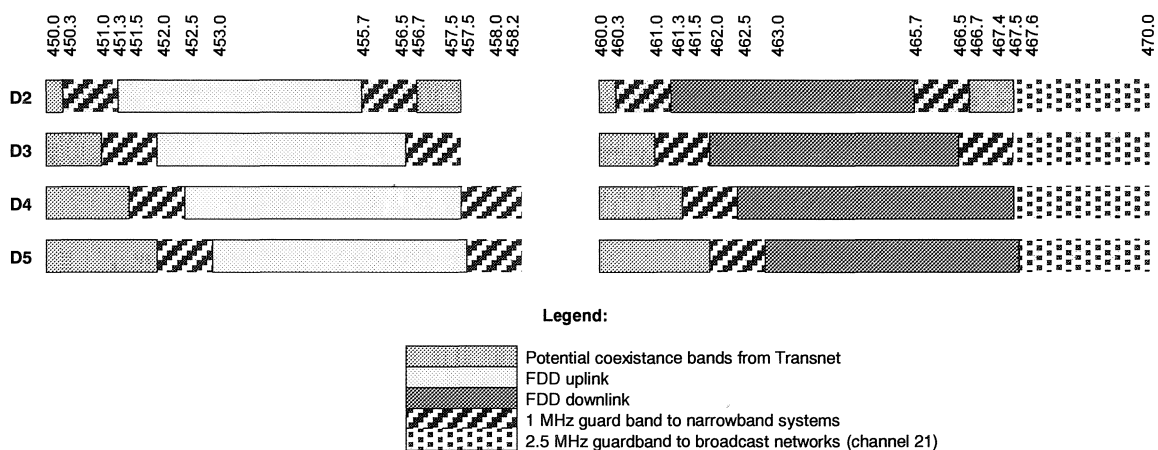 450.0 450.3 451.0 451.3 451.5 452.0 452.5 453.0 455.7 456.5 456.7 457.5 458.0 458.2 460.0 460.3 461.0 461.3 461.5 462.0 462.5 463.0 465.7 466.5 466.7 467.4 467.5 467.6 470.0
D2
D3
D4
D5
Legend:
Potential coexistance bands from Transnet
FDD uplink
FDD downlink
1 MHz guard band to narrowband systems
2.5 MHz guardband to broadcast networks (channel 21)